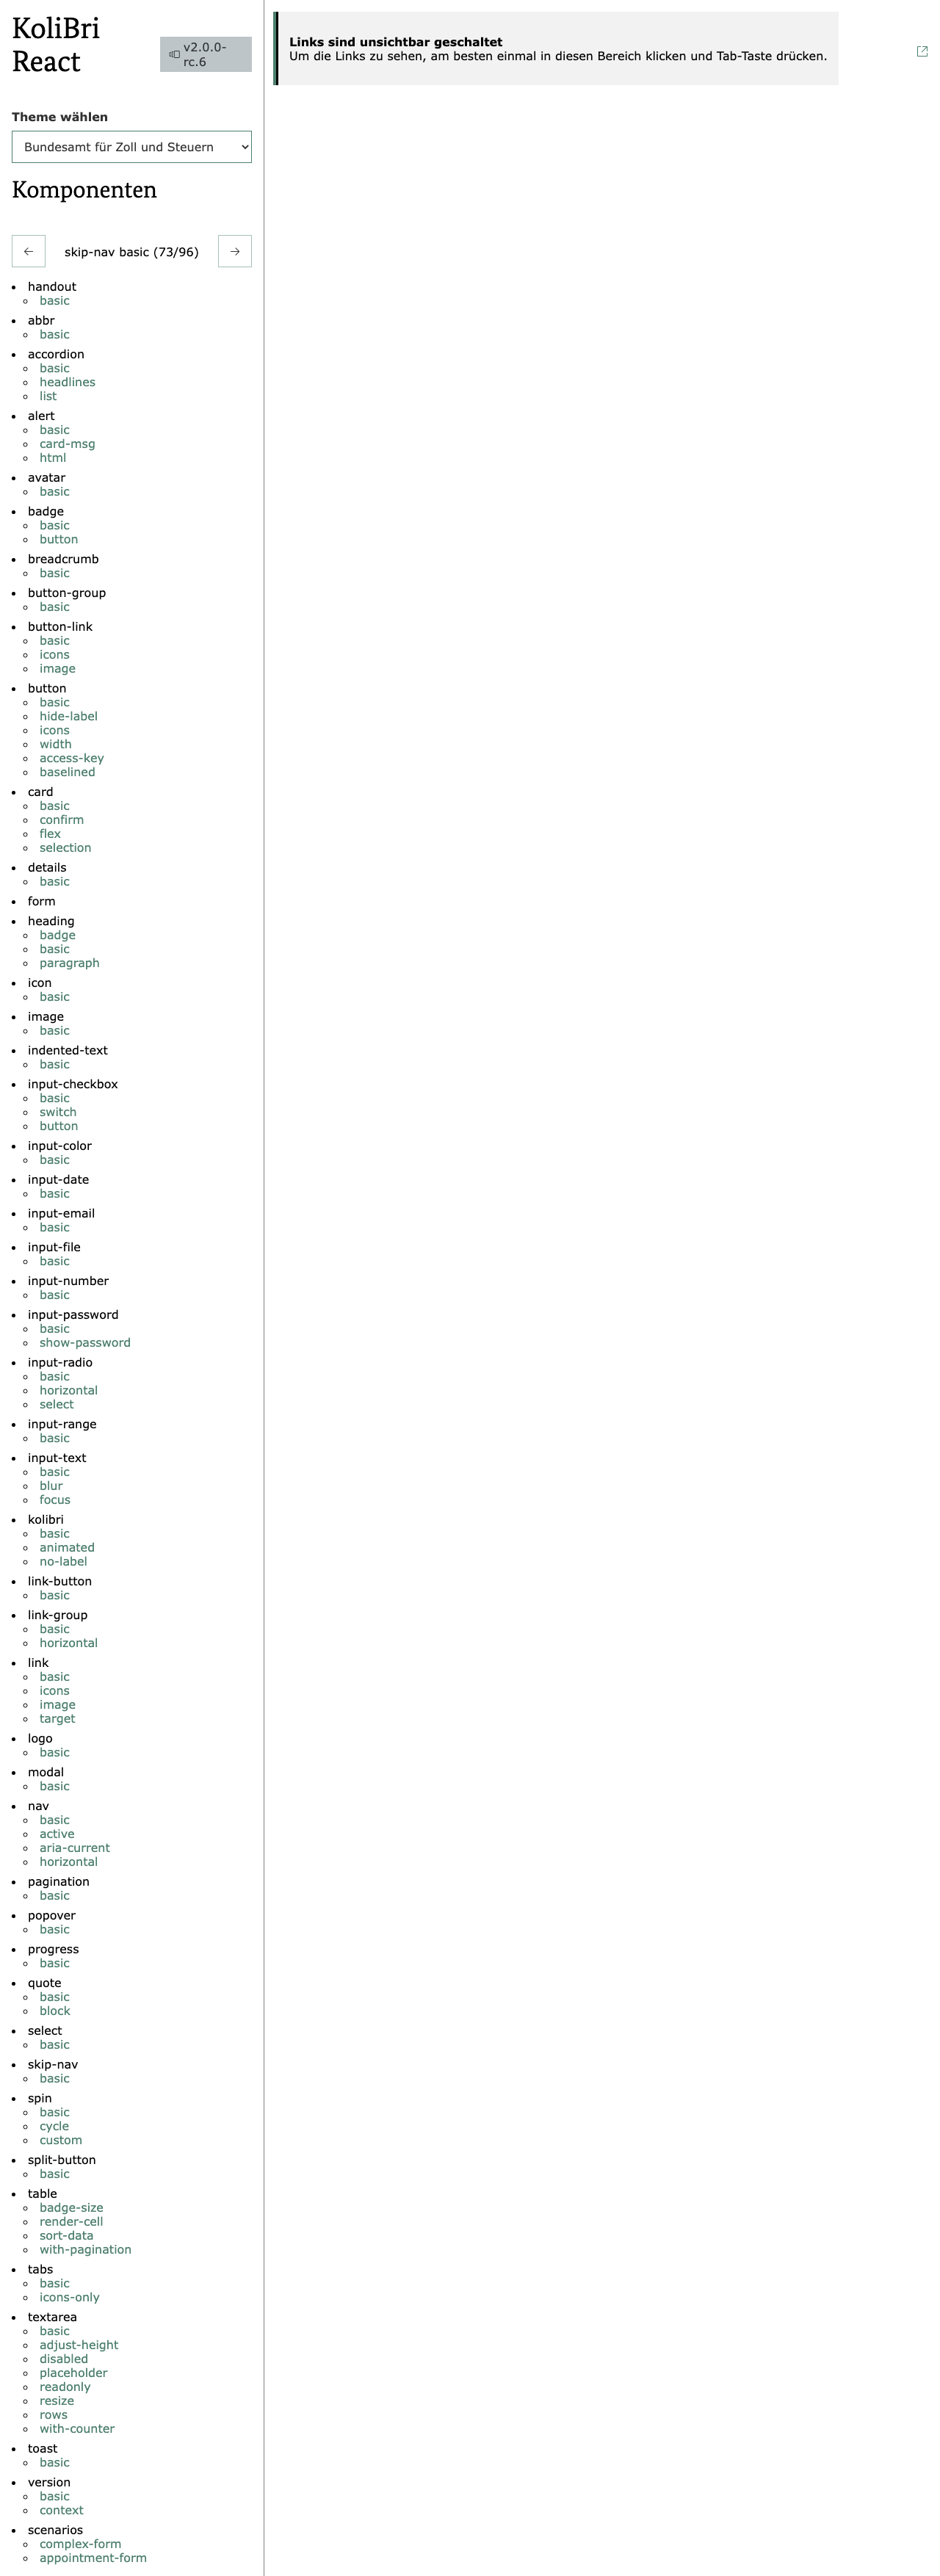 KoliBri
React
v2.0.0-
rc.6
Theme wählen
Bundesamt für Zoll und Steuern
Komponenten
← skip-nav basic (73/96) →
handout
basic
abbr
basic
accordion
basic
headlines
list
alert
basic
card-msg
html
avatar
basic
badge
basic
button
breadcrumb
basic
button-group
basic
button-link
basic
icons
image
button
basic
hide-label
icons
width
access-key
baselined
card
basic
confirm
flex
selection
details
basic
form
heading
badge
basic
paragraph
icon
basic
image
basic
indented-text
basic
input-checkbox
basic
switch
button
input-color
basic
input-date
basic
input-email
basic
input-file
basic
input-number
basic
input-password
basic
show-password
input-radio
basic
horizontal
select
input-range
basic
input-text
basic
blur
focus
kolibri
basic
animated
no-label
link-button
basic
link-group
basic
horizontal
link
basic
icons
image
target
logo
basic
modal
basic
nav
basic
active
aria-current
horizontal
pagination
basic
popover
basic
progress
basic
quote
basic
block
select
basic
skip-nav
basic
spin
basic
cycle
custom
split-button
basic
table
badge-size
render-cell
sort-data
with-pagination
tabs
basic
icons-only
textarea
basic
adjust-height
disabled
placeholder
readonly
resize
rows
with-counter
toast
basic
version
basic
context
scenarios
complex-form
appointment-form
Links sind unsichtbar geschaltet
Um die Links zu sehen, am besten einmal in diesen Bereich klicken und Tab-Taste drücken.